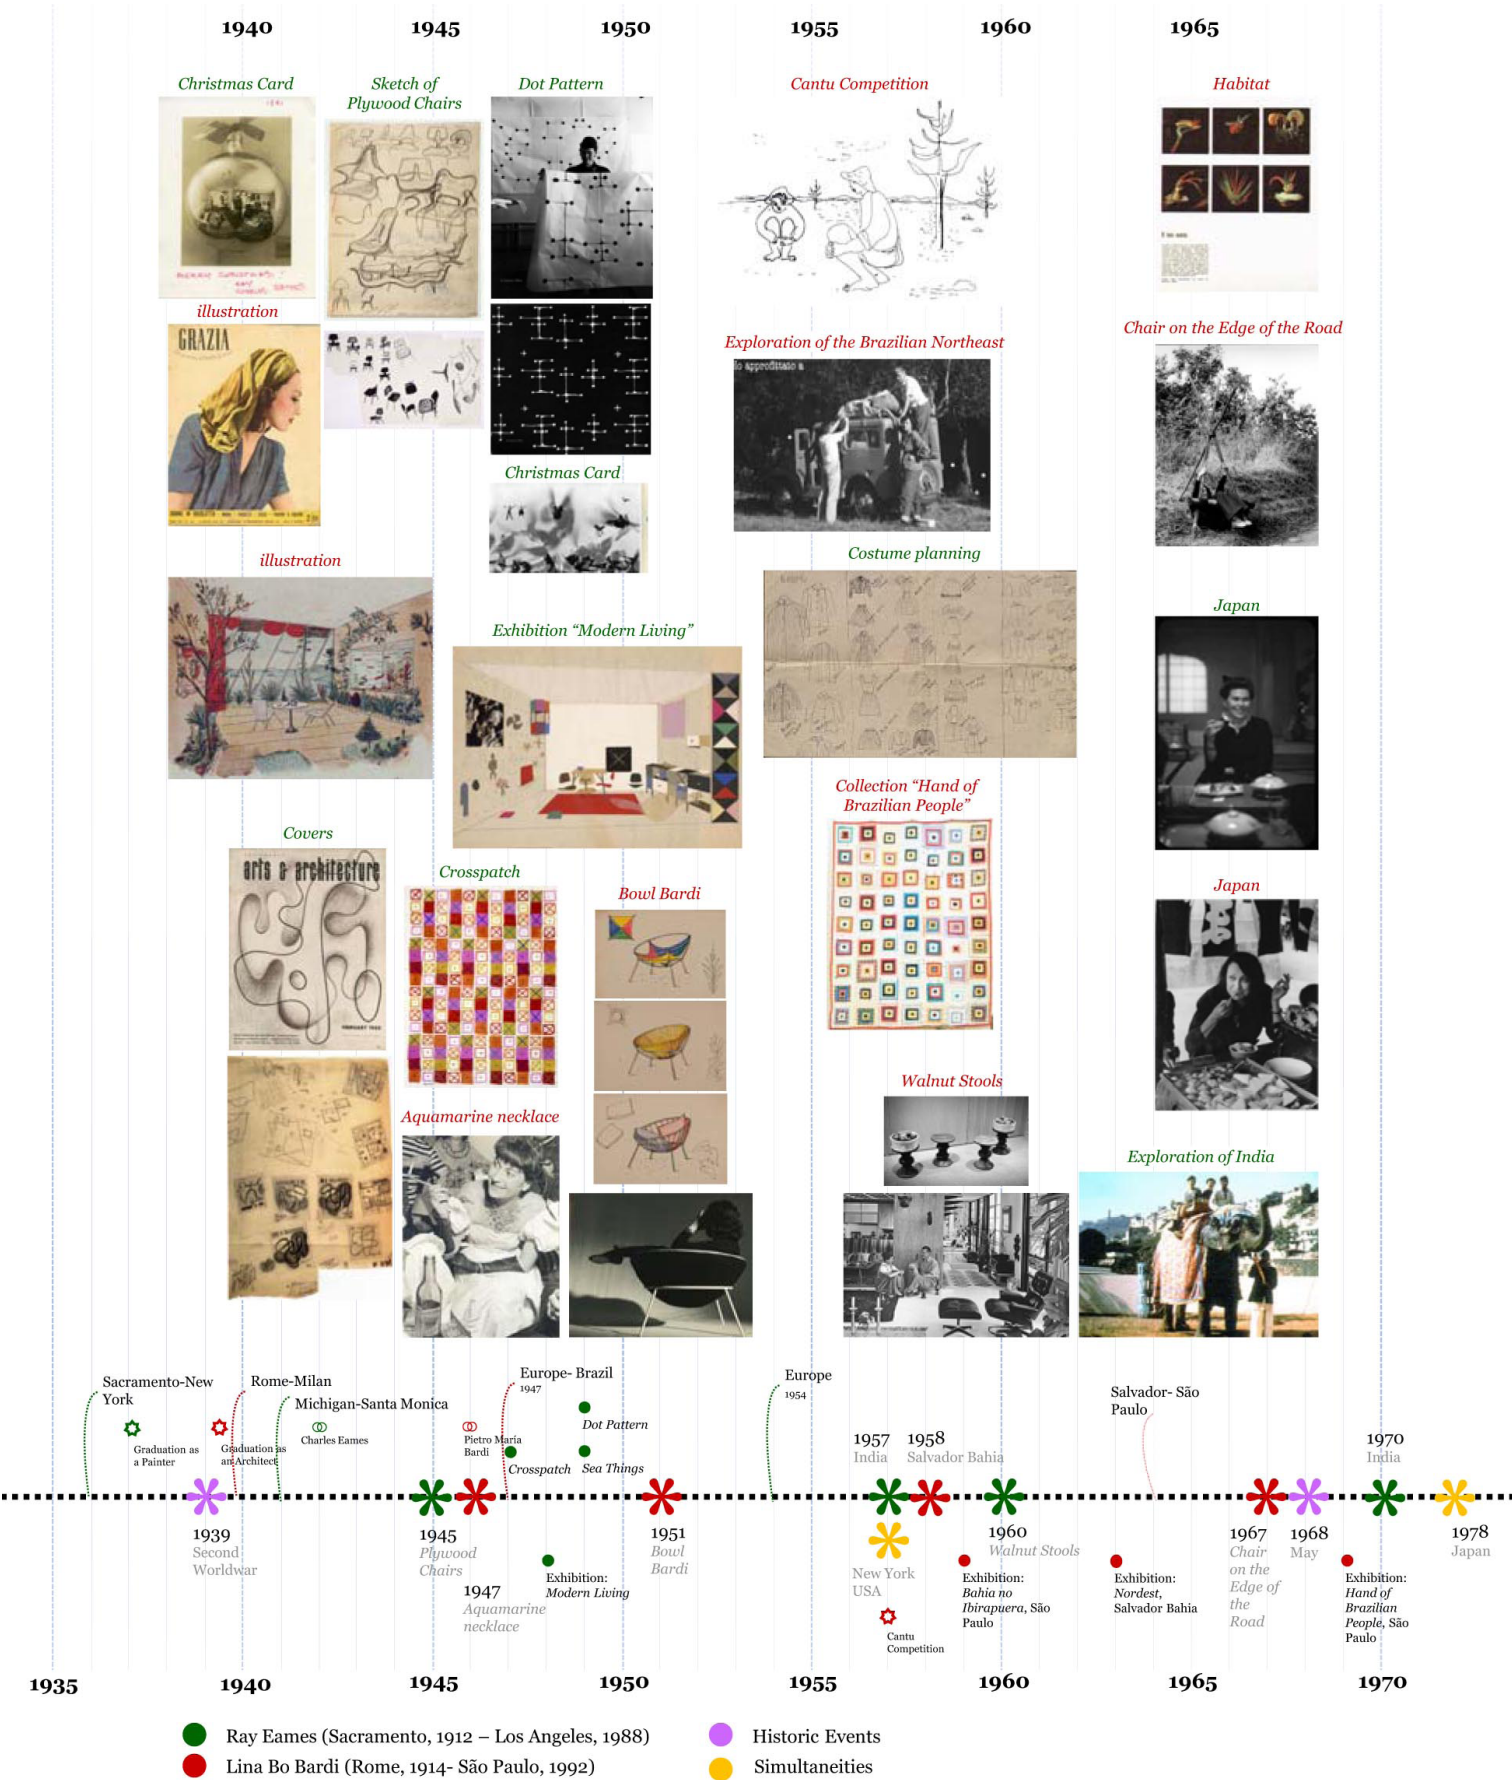 1940 1945 1950 1955 1960 1965
Christmas Card
Sketch of
Plywood Chairs
Dot Pattern
Cantu Competition
Habitat
illustration
GRAZIA
Chair on the Edge of the Road
Exploration of the Brazilian Northeast
lo approfitato a
Christmas Card
illustration
Costume planning
Japan
Exhibition “Modern Living”
Collection “Hand of
Brazilian People”
Covers
arts & architecture
Crosspatch
Bowl Bardi
Japan
Walnut Stools
Aquamarine necklace
Exploration of India
Sacramento-New
York
Rome-Milan
Michigan-Santa Monica
Europe- Brazil
1947
Europe
1954
Salvador- São
Paulo
Graduation as
a Painter
Graduation as
an Architect
Charles Eames
Pietro Maria
Bardi
Crosspatch
Dot Pattern
Sea Things
1957
India
1958
Salvador Bahia
1970
India
1939
Second
Worldwar
1945
Plywood
Chairs
1947
Aquamarine
necklace
Exhibition:
Modern Living
1951
Bowl
Bardi
New York
USA
Cantu
Competition
Exhibition:
Bahia no
Ibirapuera, São
Paulo
1960
Walnut Stools
Exhibition:
Nordest,
Salvador Bahia
1967
Chair
on the
Edge of
the
Road
1968
May
Exhibition:
Hand of
Brazilian
People, São
Paulo
1978
Japan
1935 1940 1945 1950 1955 1960 1965 1970
Ray Eames (Sacramento, 1912 – Los Angeles, 1988)
Lina Bo Bardi (Rome, 1914- São Paulo, 1992)
Historic Events
Simultaneities